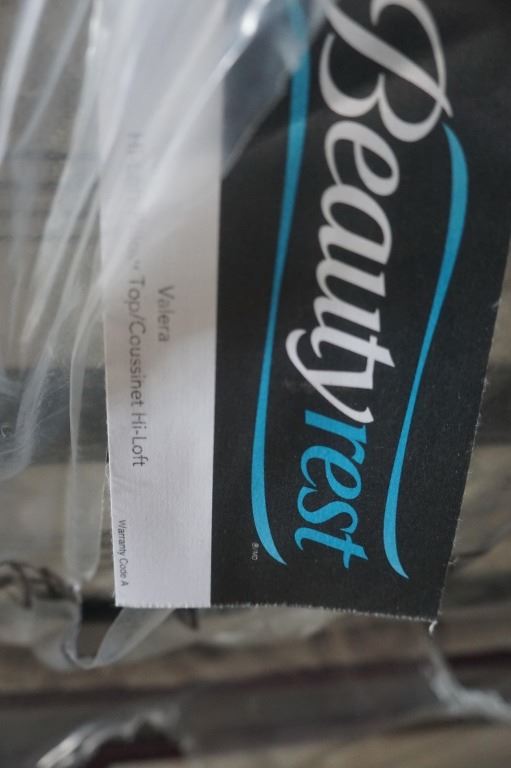 Beautyrest
®/MD
Valera
Top/Coussinet Hi-Loft
Warranty Code A